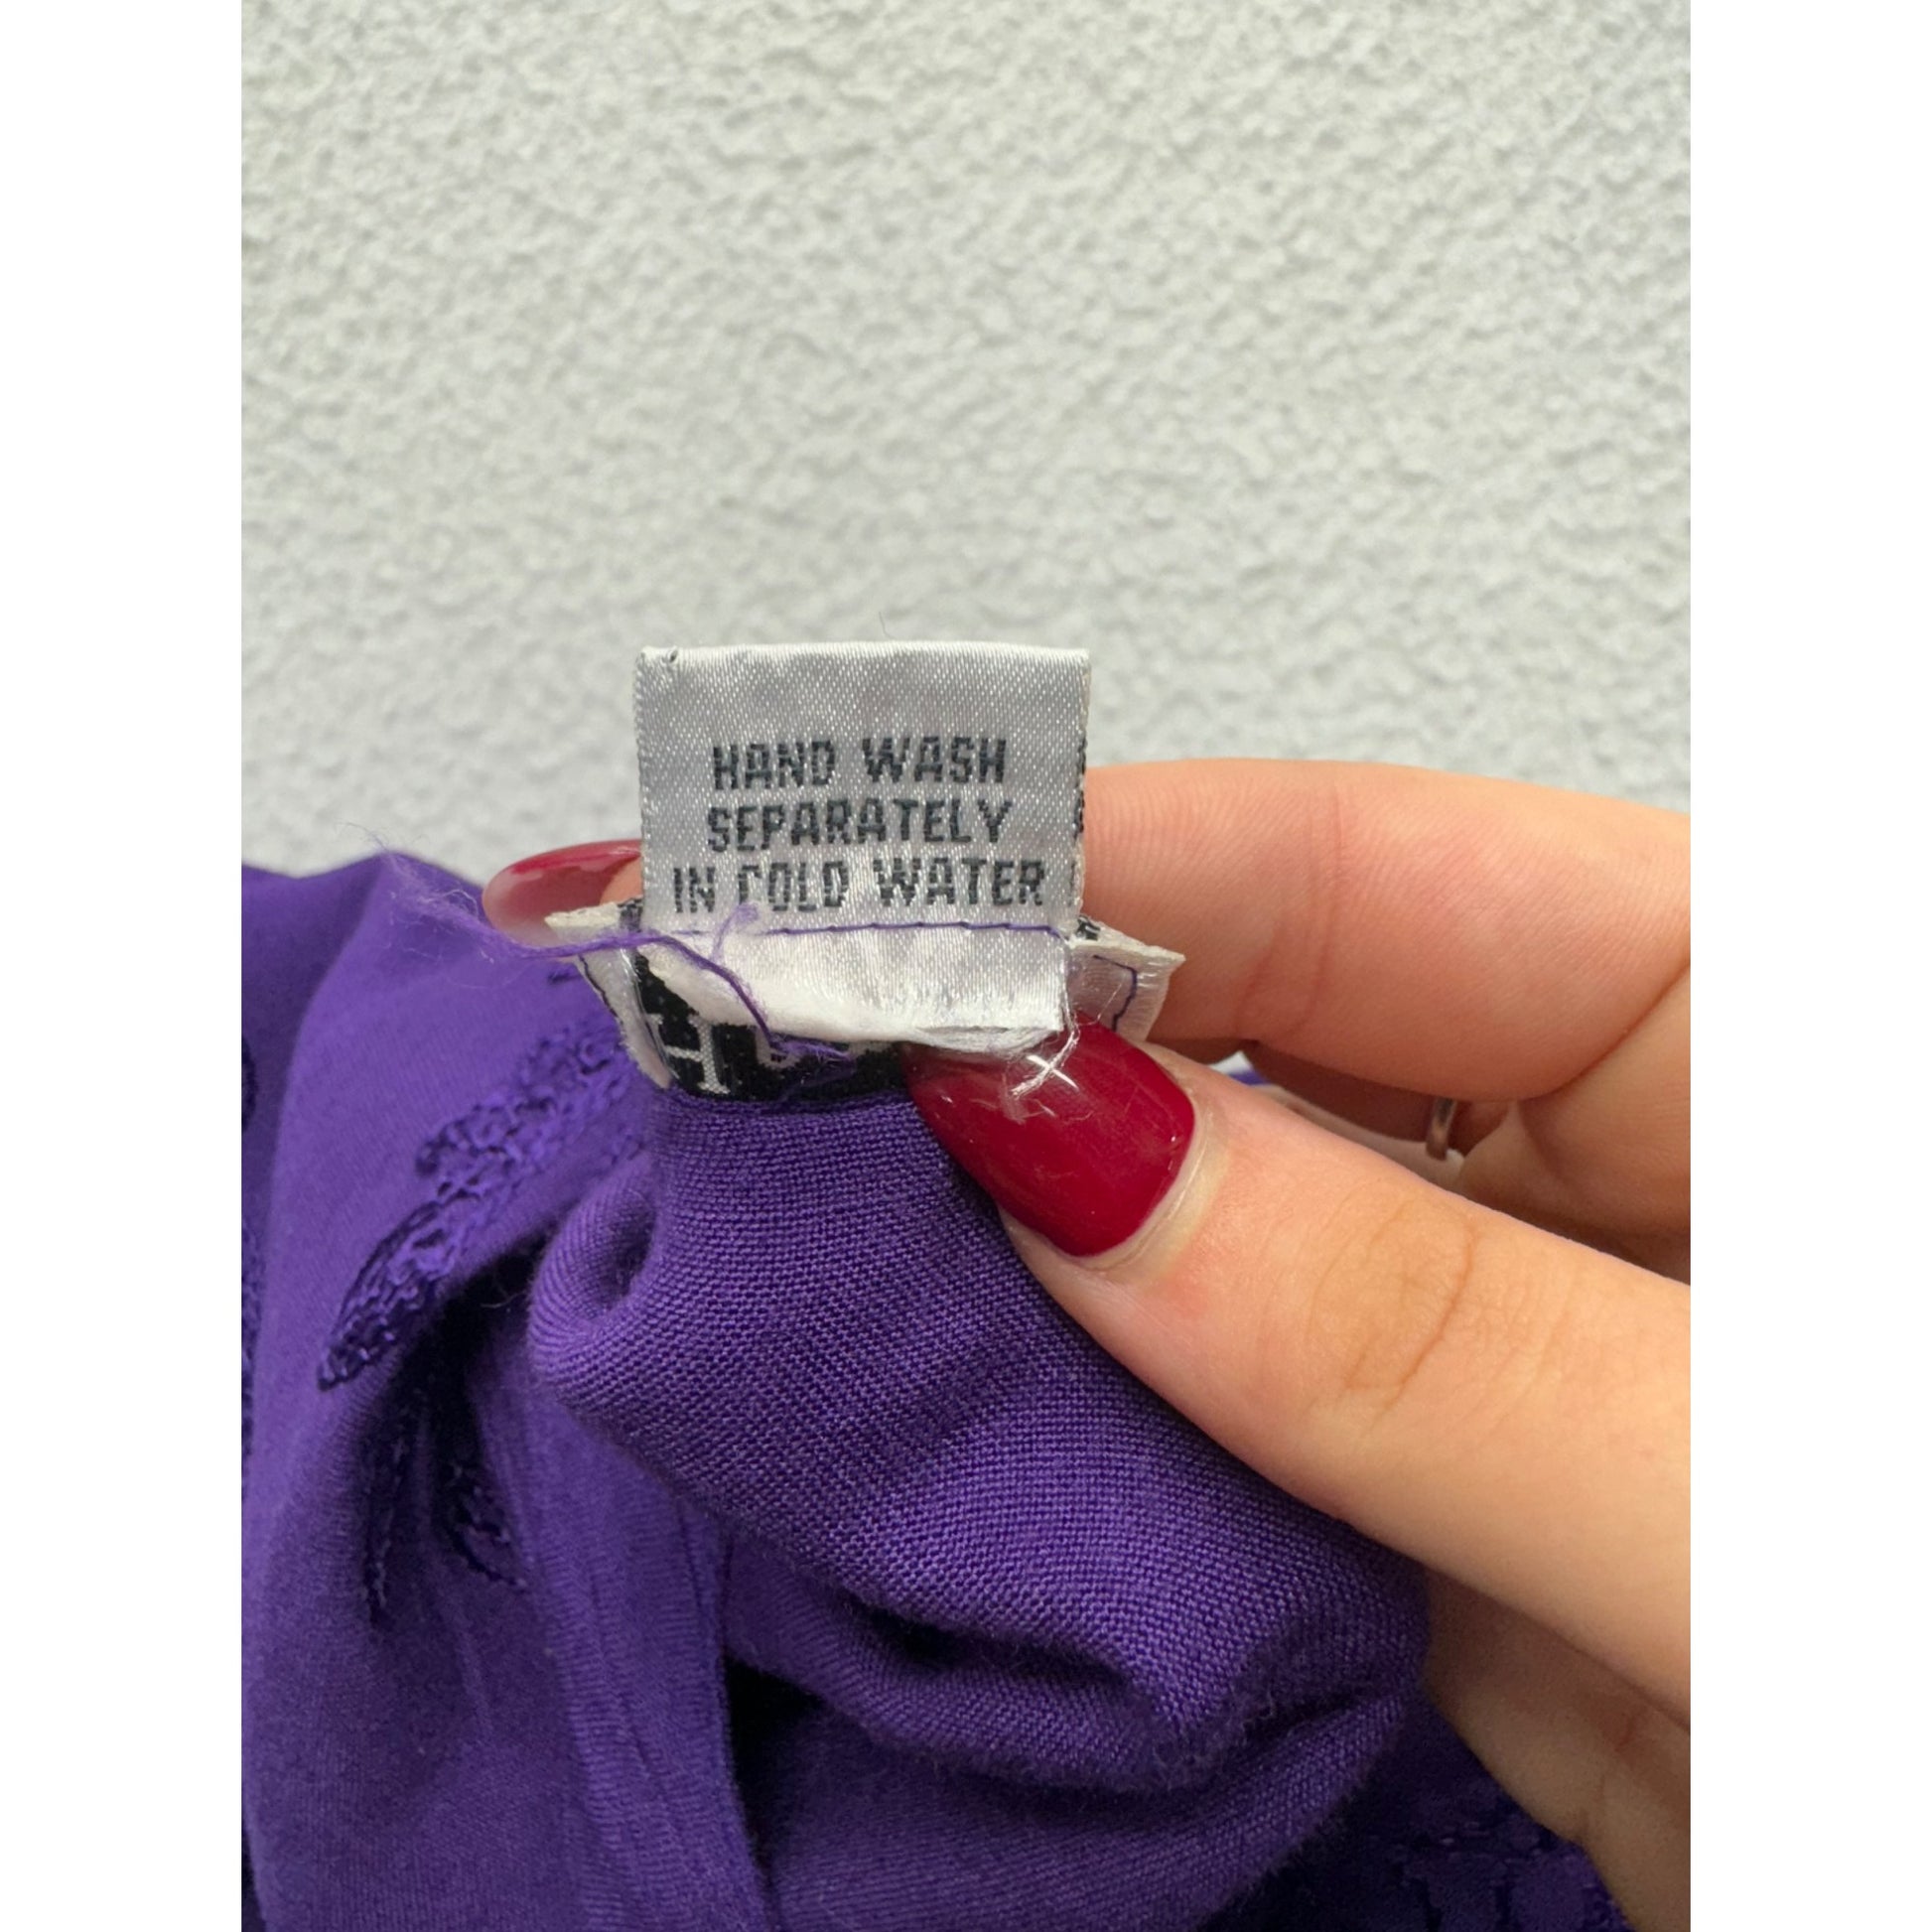 HAND WASH
SEPARATELY
IN COLD WATER